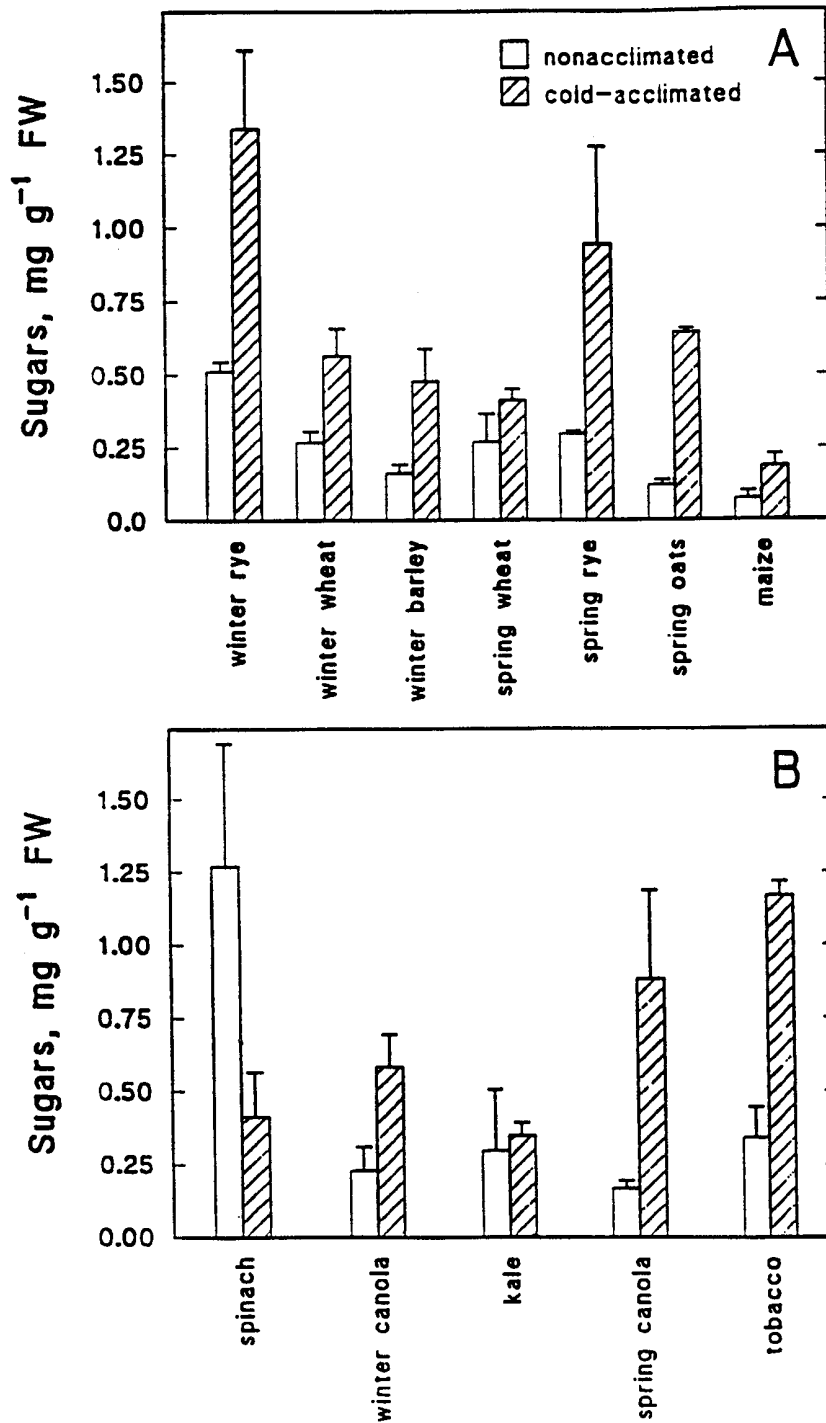 A
nonacclimated
cold-acclimated
Sugars, mg g⁻¹ FW
1.50
1.25
1.00
0.75
0.50
0.25
0.0
winter rye
winter wheat
winter barley
spring wheat
spring rye
spring oats
maize
B
Sugars, mg g⁻¹ FW
1.50
1.25
1.00
0.75
0.50
0.25
0.00
spinach
winter canola
kale
spring canola
tobacco